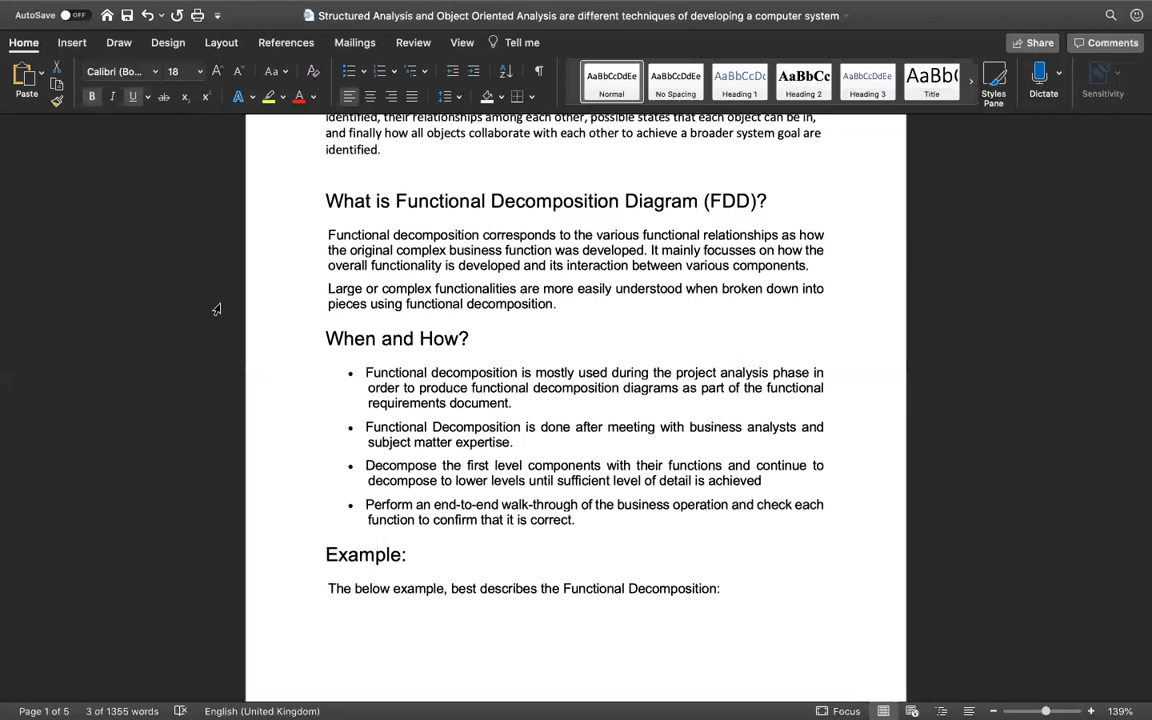 AutoSave OFF Structured Analysis and Object Oriented Analysis are different techniques of developing a computer system
Home Insert Draw Design Layout References Mailings Review View Tell me Share Comments
Paste Calibri (Bo... 18 Aa AaBbCcDdEe AaBbCcDdEe AaBbCcDc AaBbCc AaBbCcDdEe AaBb(
Normal No Spacing Heading 1 Heading 2 Heading 3 Title Styles Pane Dictate Sensitivity
identified, their relationships among each other, possible states that each object can be in,
and finally how all objects collaborate with each other to achieve a broader system goal are
identified.
What is Functional Decomposition Diagram (FDD)?
Functional decomposition corresponds to the various functional relationships as how
the original complex business function was developed. It mainly focusses on how the
overall functionality is developed and its interaction between various components.
Large or complex functionalities are more easily understood when broken down into
pieces using functional decomposition.
When and How?
• Functional decomposition is mostly used during the project analysis phase in
order to produce functional decomposition diagrams as part of the functional
requirements document.
• Functional Decomposition is done after meeting with business analysts and
subject matter expertise.
• Decompose the first level components with their functions and continue to
decompose to lower levels until sufficient level of detail is achieved
• Perform an end-to-end walk-through of the business operation and check each
function to confirm that it is correct.
Example:
The below example, best describes the Functional Decomposition:
Page 1 of 5 3 of 1355 words English (United Kingdom) Focus 139%